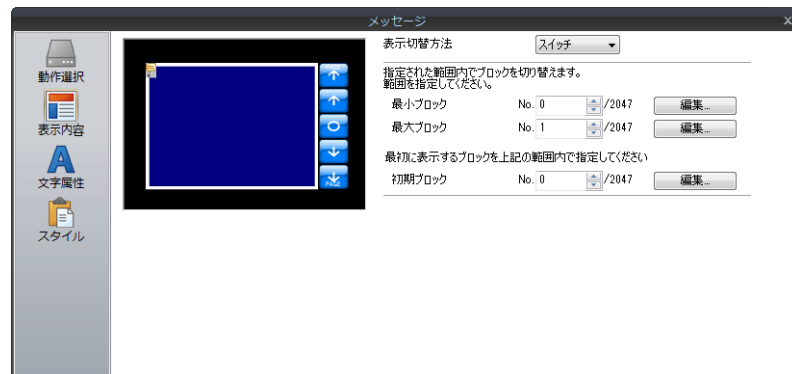 メッセージ
x
動作選択
表示内容
文字属性
スタイル
PAGE
表示切替方法 スイッチ
指定された範囲内でブロックを切り替えます。
範囲を指定してください。
最小ブロック No. 0 /2047 編集...
最大ブロック No. 1 /2047 編集...
最初に表示するブロックを上記の範囲内で指定してください
初期ブロック No. 0 /2047 編集...